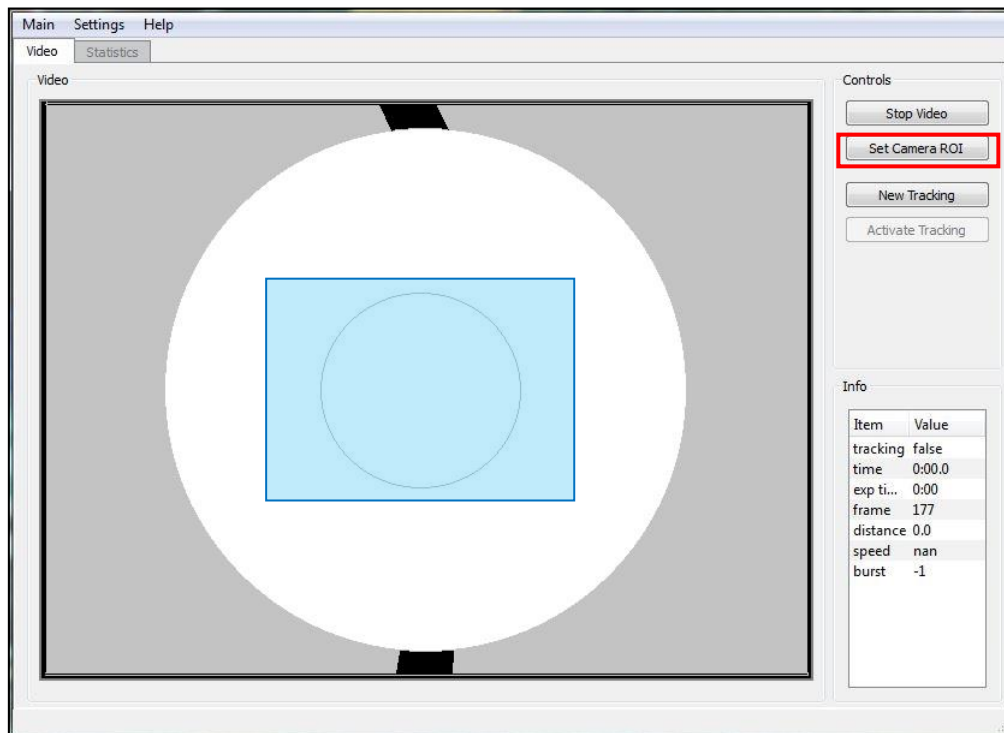 Main Settings Help
Video Statistics
Video
Controls
Stop Video
Set Camera ROI
New Tracking
Activate Tracking
Info
Item Value
tracking false
time 0:00.0
exp ti... 0:00
frame 177
distance 0.0
speed nan
burst -1